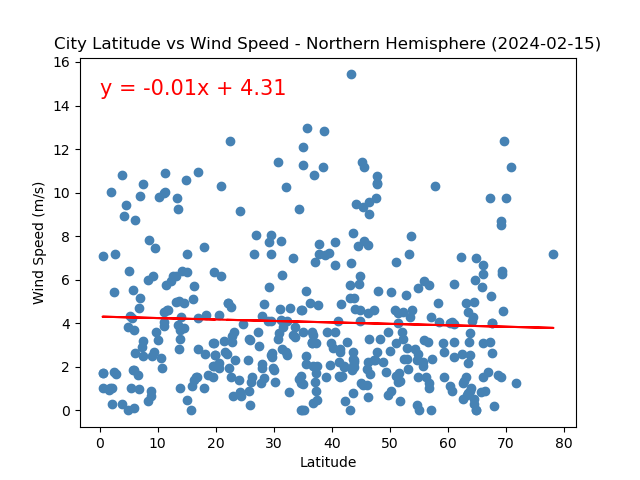 City Latitude vs Wind Speed - Northern Hemisphere (2024-02-15)
y = -0.01x + 4.31
16
14
12
10
8
6
4
2
0
Wind Speed (m/s)
0 10 20 30 40 50 60 70 80
Latitude